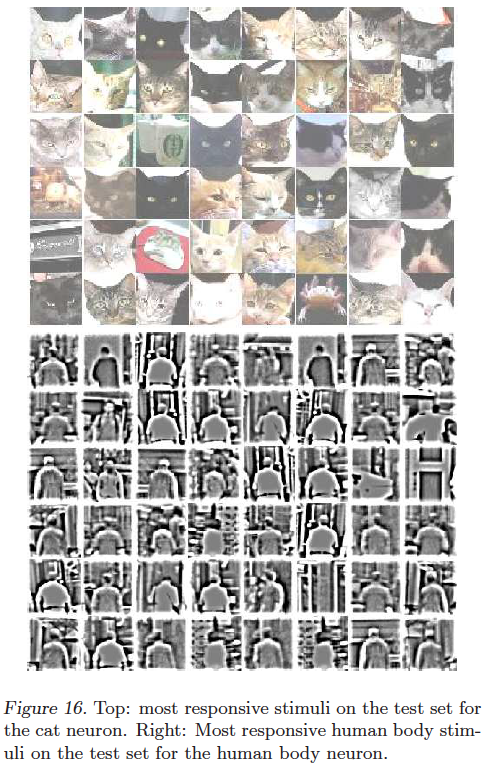 Figure 16. Top: most responsive stimuli on the test set for
the cat neuron. Right: Most responsive human body stim-
uli on the test set for the human body neuron.